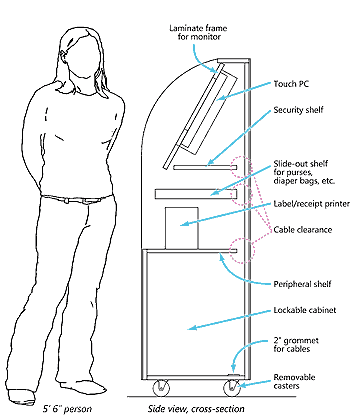 Laminate frame
for monitor
Touch PC
Security shelf
Slide-out shelf
for purses,
diaper bags, etc.
Label/receipt printer
Cable clearance
Peripheral shelf
Lockable cabinet
2" grommet
for cables
Removable
casters
5' 6" person
Side view, cross-section